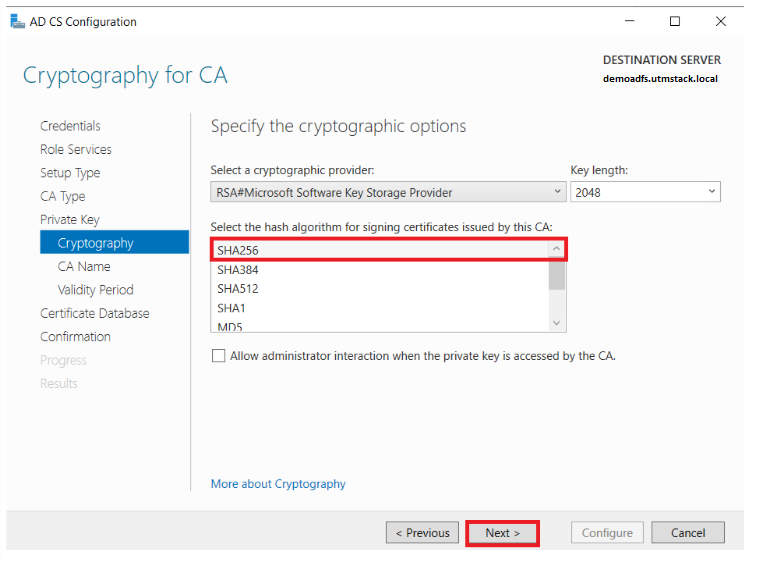 AD CS Configuration
Cryptography for CA
DESTINATION SERVER
demoadfs.utmstack.local
Credentials
Role Services
Setup Type
CA Type
Private Key
Cryptography
CA Name
Validity Period
Certificate Database
Confirmation
Progress
Results
Specify the cryptographic options
Select a cryptographic provider:
Key length:
RSA#Microsoft Software Key Storage Provider
2048
Select the hash algorithm for signing certificates issued by this CA:
SHA256
SHA384
SHA512
SHA1
MD5
Allow administrator interaction when the private key is accessed by the CA.
More about Cryptography
< Previous
Next >
Configure
Cancel